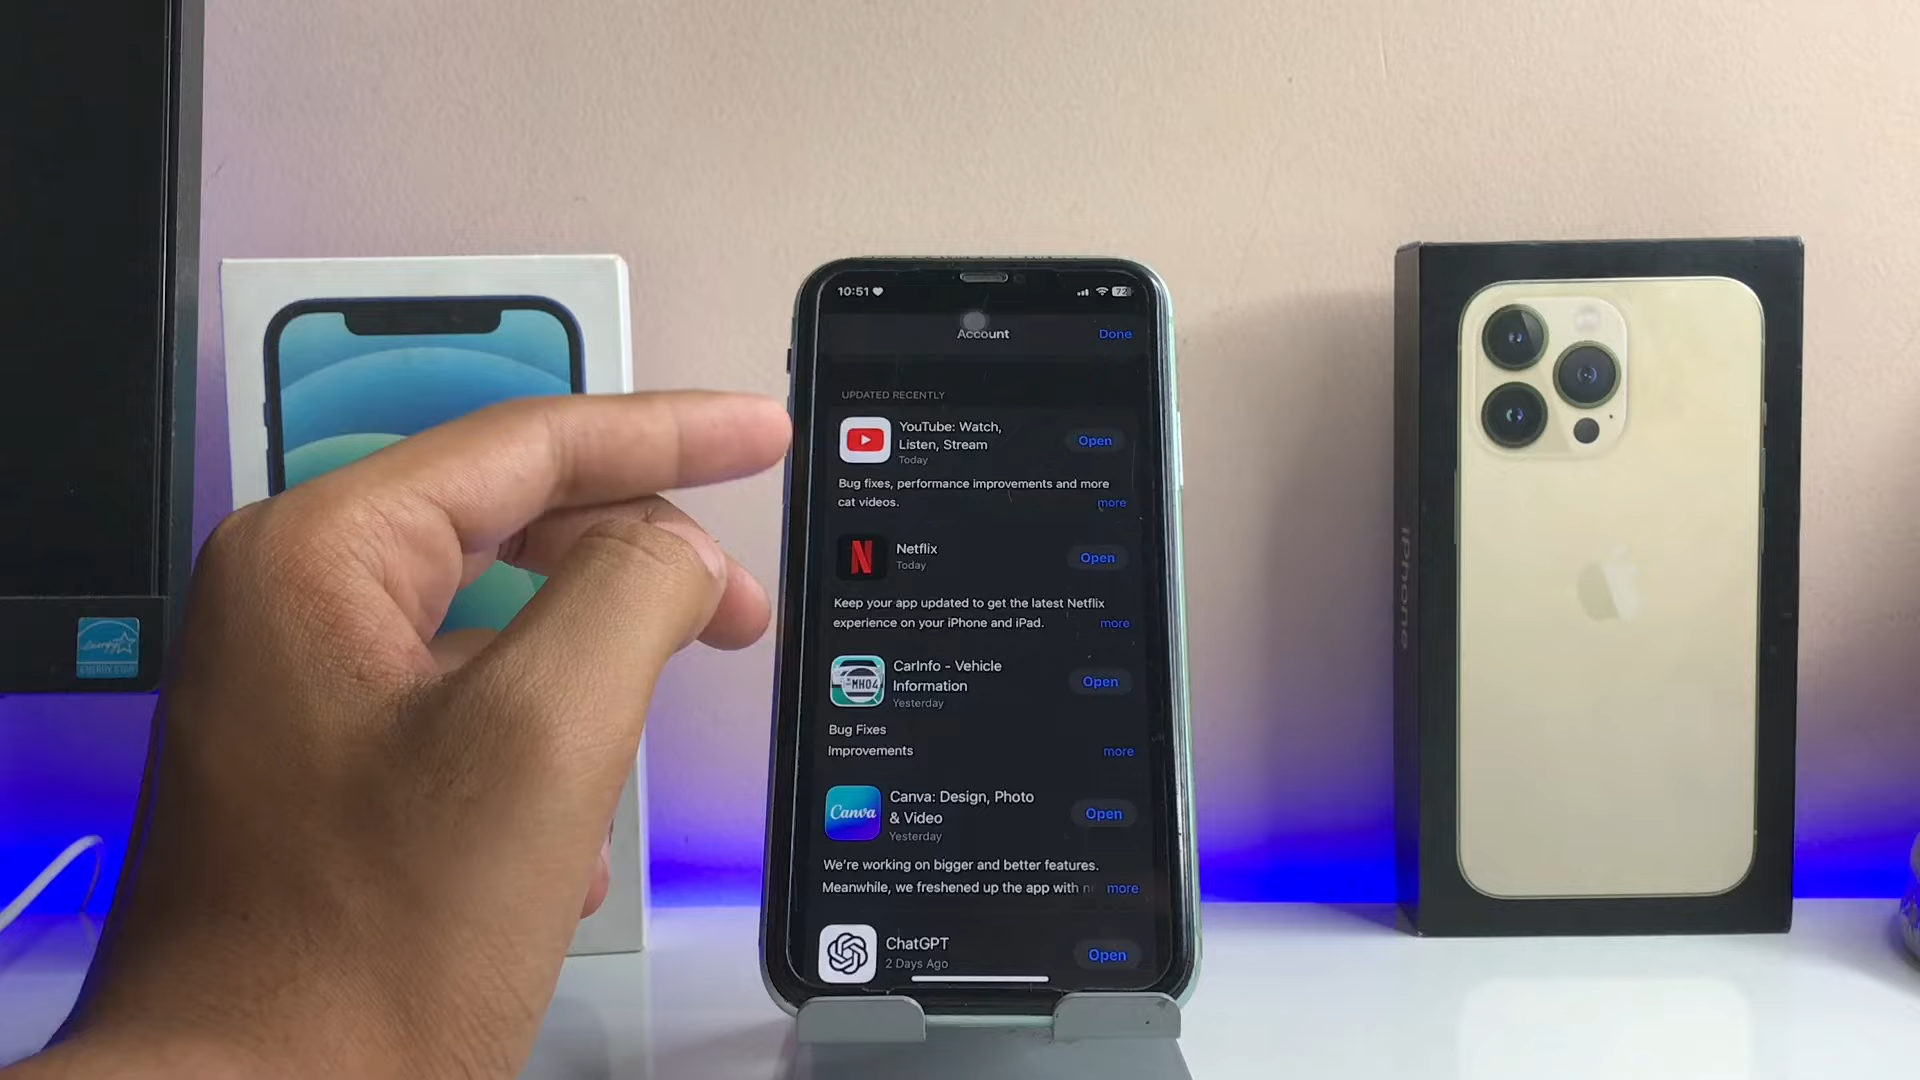 10:51
72
Account
Done
UPDATED RECENTLY
YouTube: Watch,
Listen, Stream
Today
Open
Bug fixes, performance improvements and more
cat videos.
more
Netflix
Today
Open
Keep your app updated to get the latest Netflix
experience on your iPhone and iPad.
more
CarInfo - Vehicle
Information
Yesterday
Open
MH04
Bug Fixes
Improvements
more
Canva
Canva: Design, Photo
& Video
Yesterday
Open
We're working on bigger and better features.
Meanwhile, we freshened up the app with
more
ChatGPT
2 Days Ago
Open
iPhone
energy